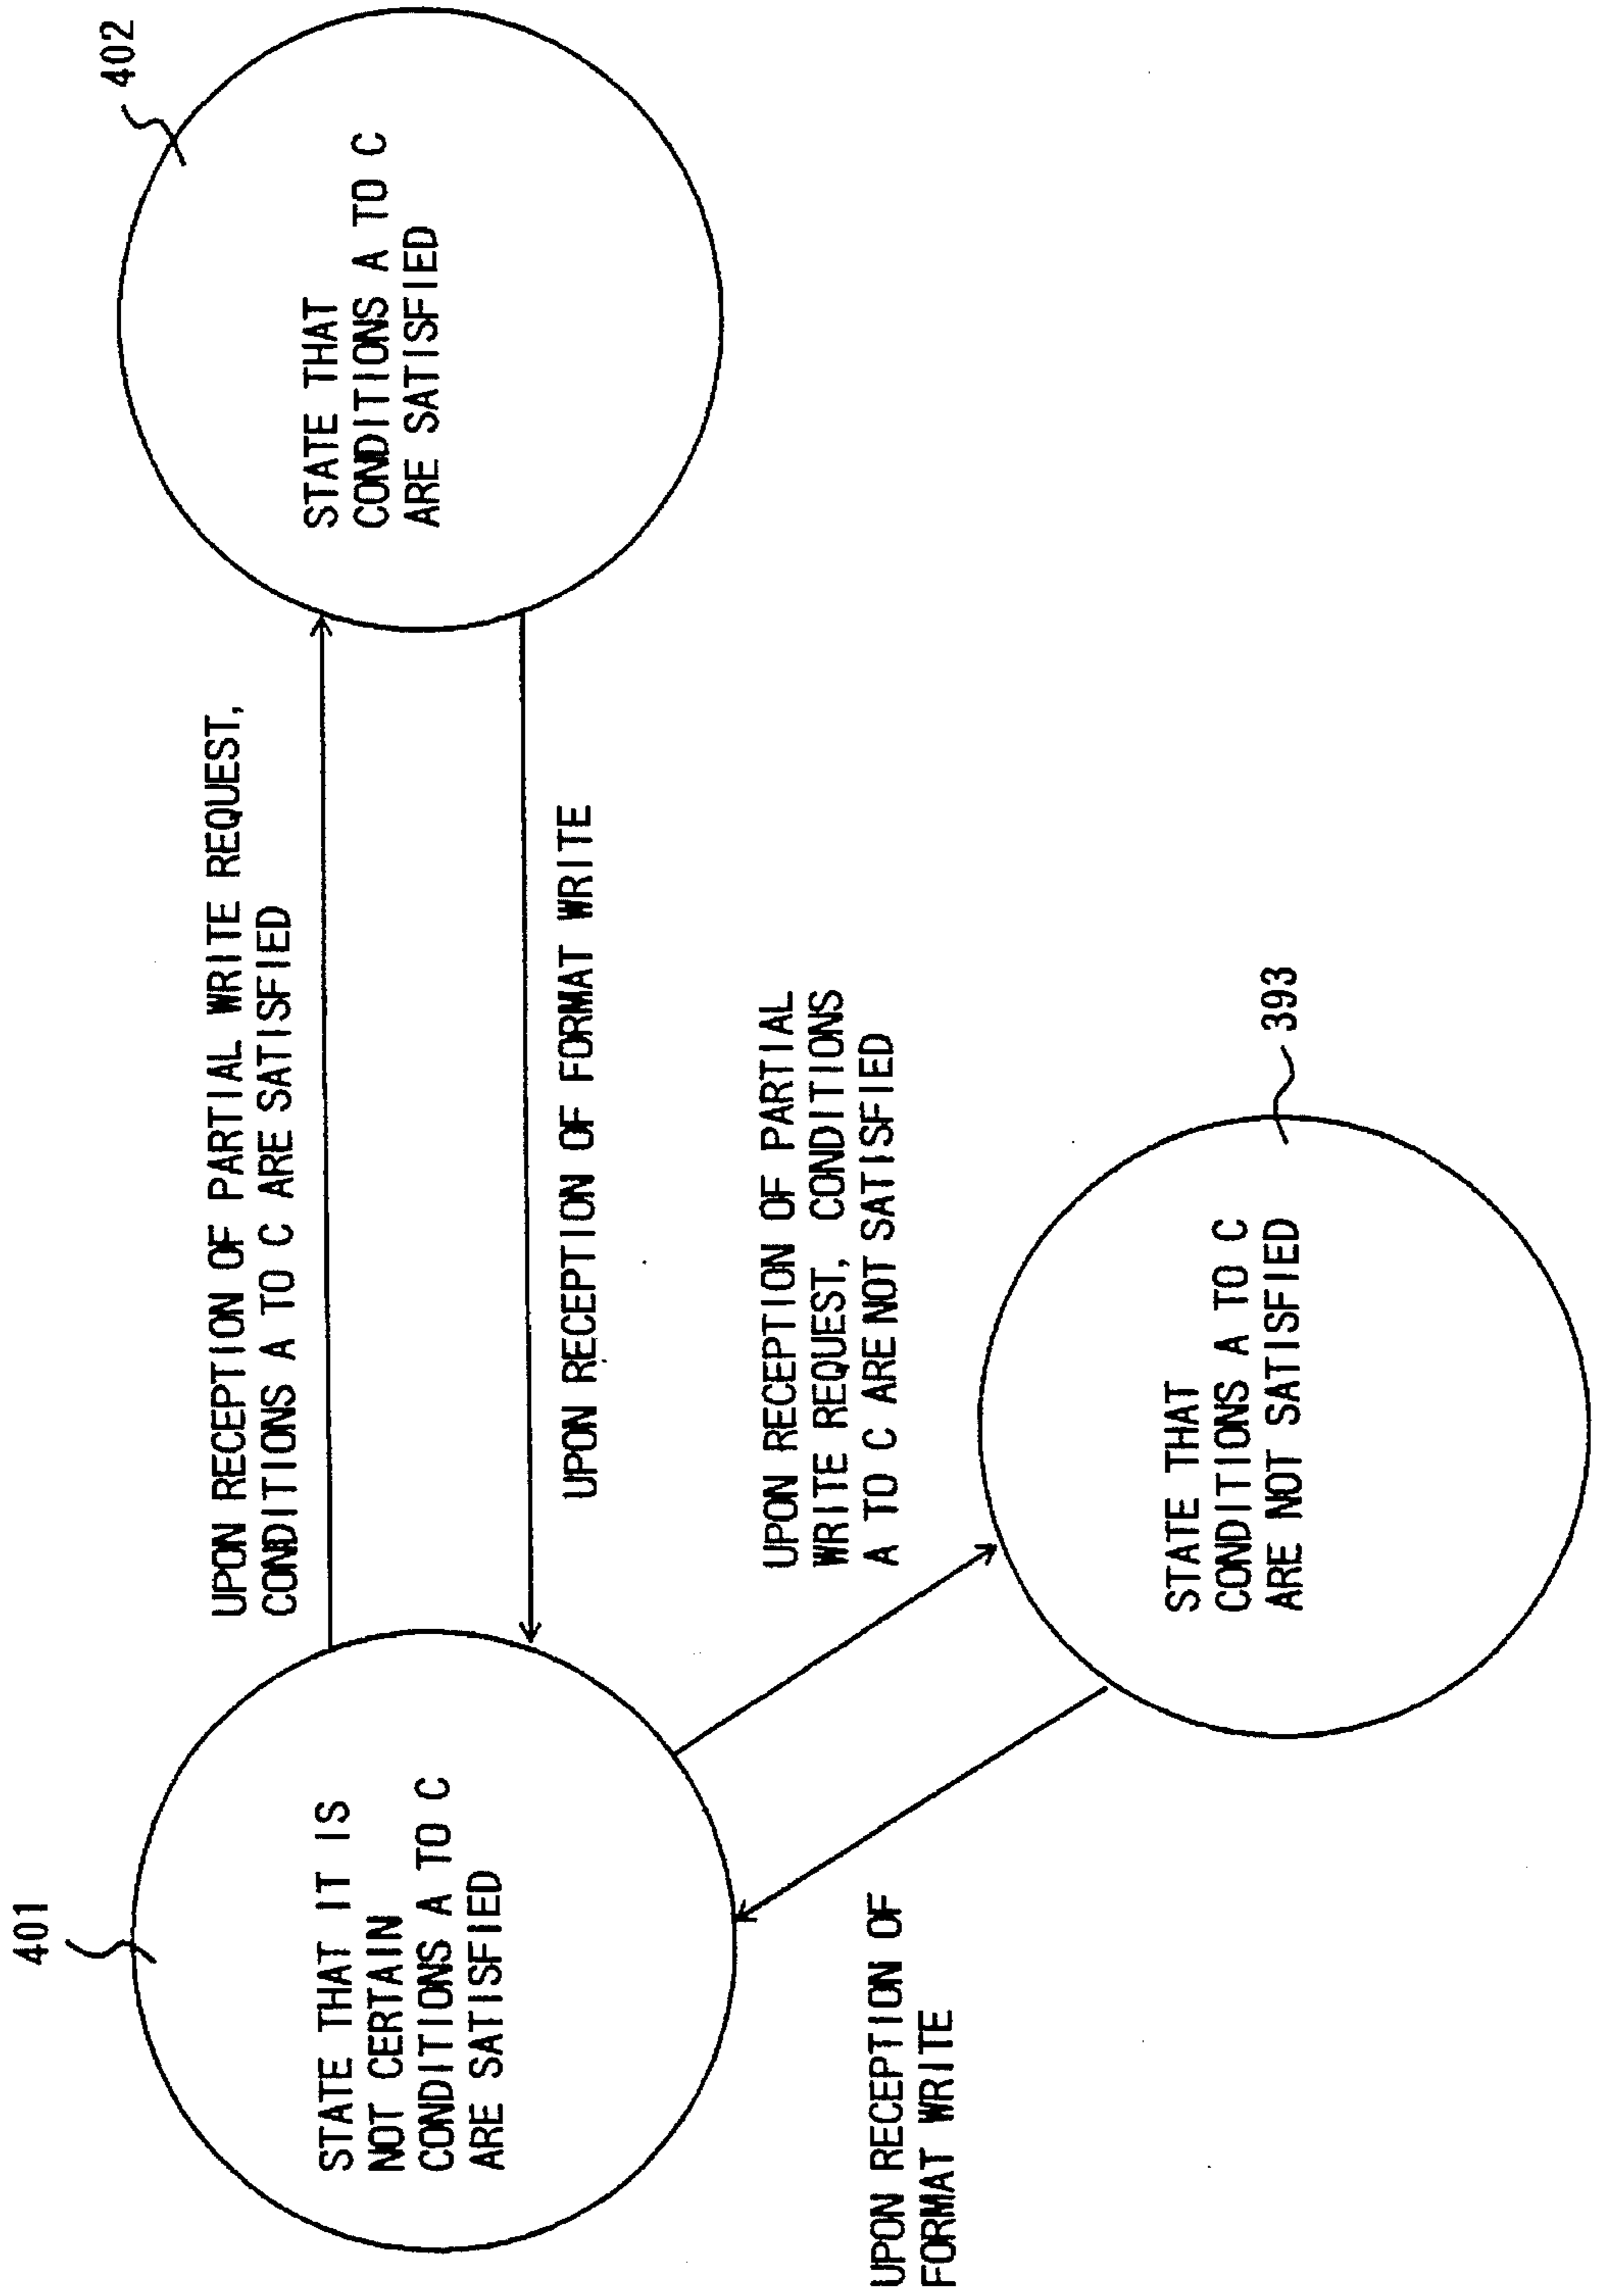 401
STATE THAT IT IS
NOT CERTAIN
CONDITIONS A TO C
ARE SATISFIED
UPON RECEPTION OF PARTIAL WRITE REQUEST,
CONDITIONS A TO C ARE SATISFIED
402
STATE THAT
CONDITIONS A TO C
ARE SATISFIED
UPON RECEPTION OF FORMAT WRITE
UPON RECEPTION OF PARTIAL
WRITE REQUEST, CONDITIONS
A TO C ARE NOT SATISFIED
UPON RECEPTION OF
FORMAT WRITE
393
STATE THAT
CONDITIONS A TO C
ARE NOT SATISFIED